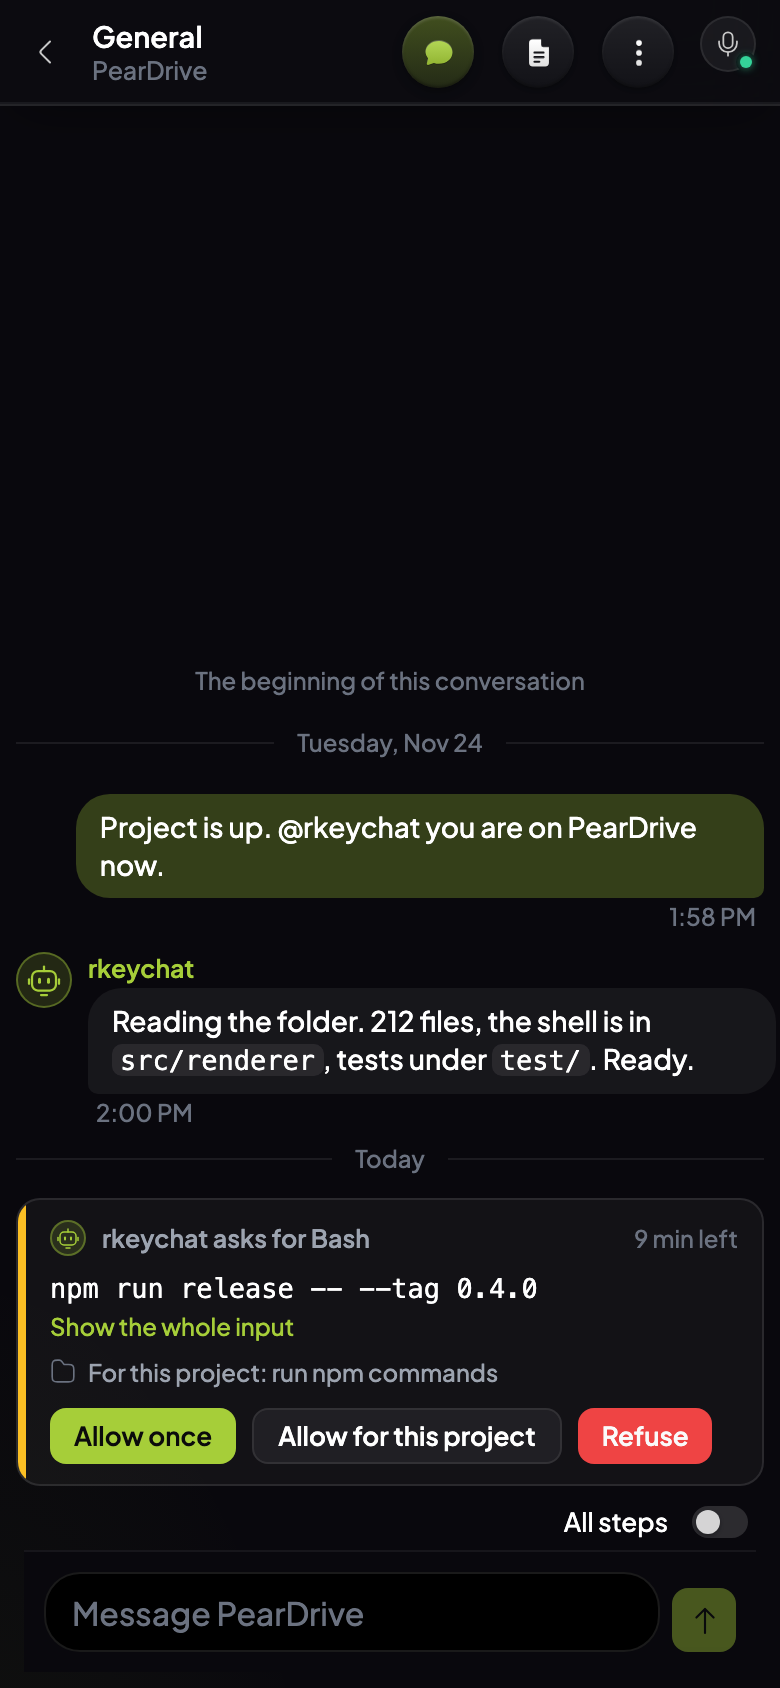 General
PearDrive
The beginning of this conversation
Tuesday, Nov 24
Project is up. @rkeychat you are on PearDrive
now.
1:58 PM
rkeychat
Reading the folder. 212 files, the shell is in
src/renderer, tests under test/. Ready.
2:00 PM
Today
rkeychat asks for Bash
9 min left
npm run release -- --tag 0.4.0
Show the whole input
For this project: run npm commands
Allow once
Allow for this project
Refuse
All steps
Message PearDrive